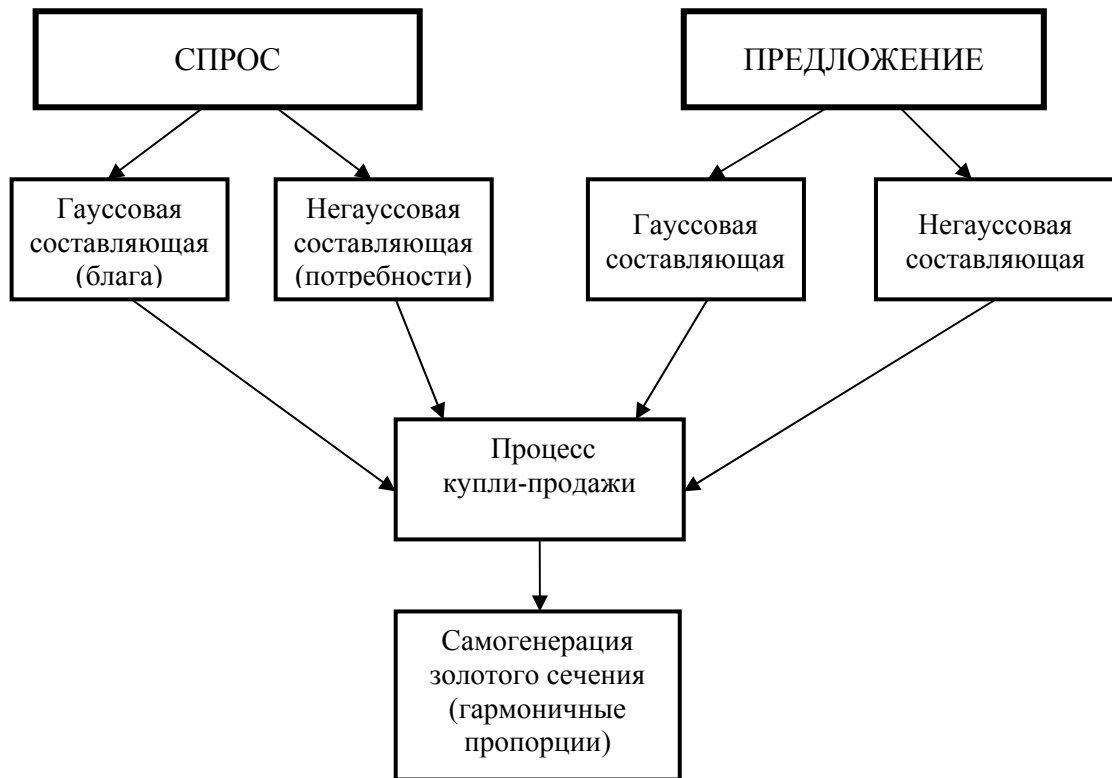 СПРОС
ПРЕДЛОЖЕНИЕ
Гауссовая
составляющая
(блага)
Негауссовая
составляющая
(потребности)
Гауссовая
составляющая
Негауссовая
составляющая
Процесс
купли-продажи
Самогенерация
золотого сечения
(гармоничные
пропорции)